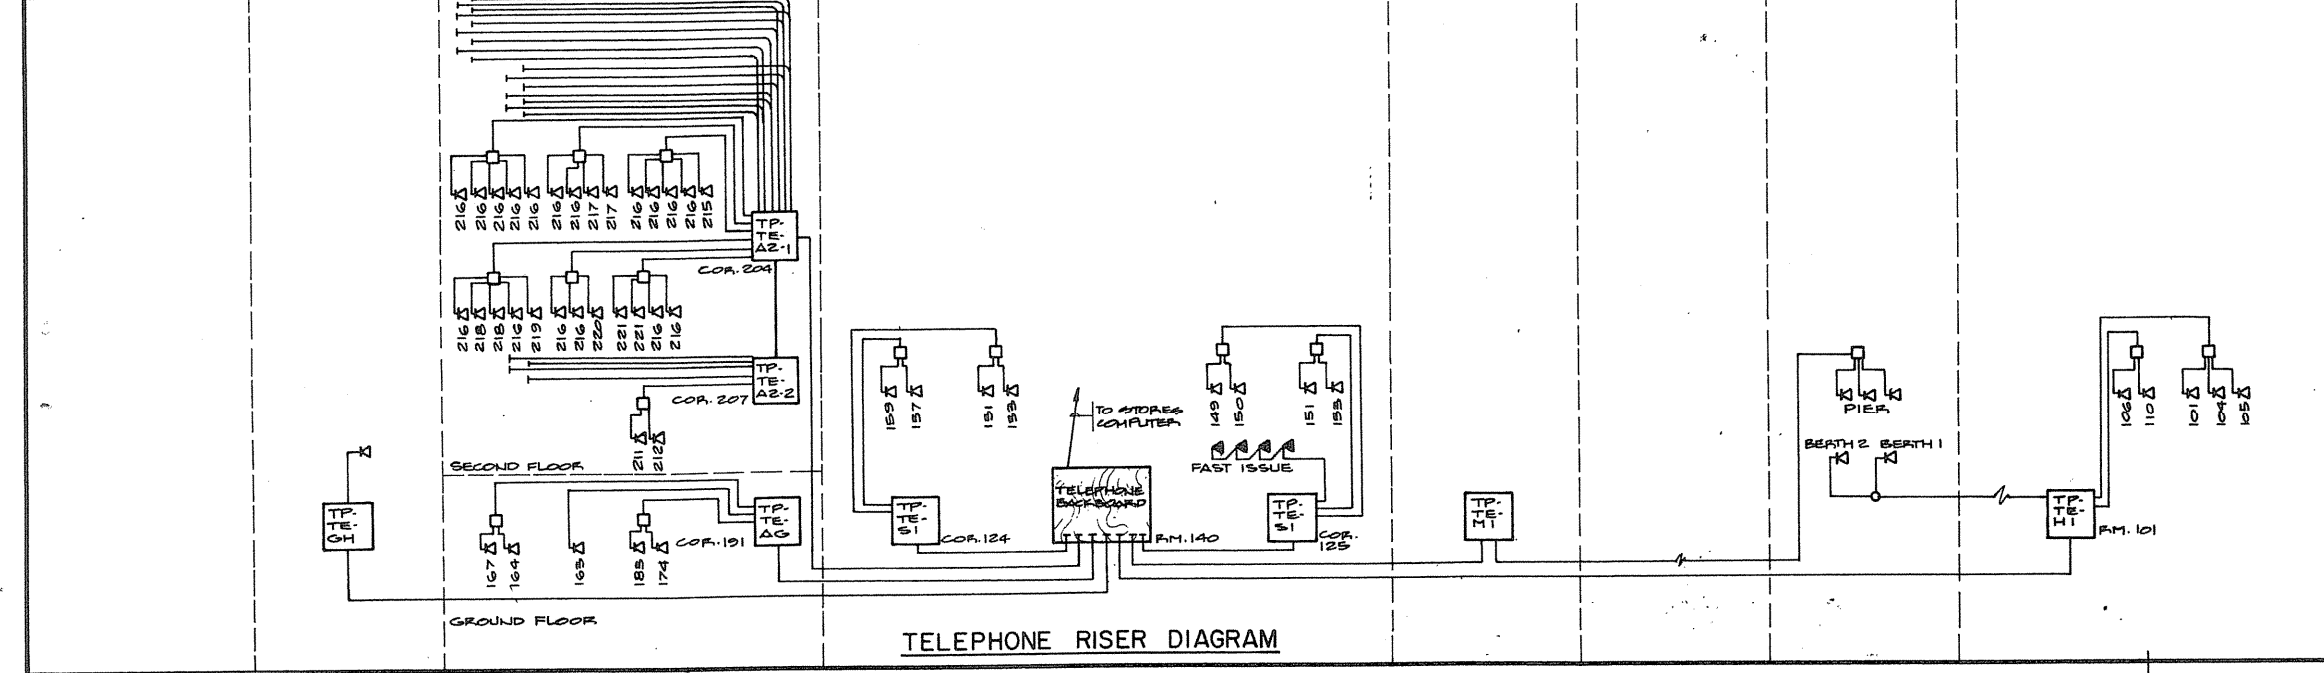 216 216 216 216 216 216 216 217 217 216 216 216 216 215
TP-
TE-
A2-1
COR. 204
216 218 218 216 219 216 216 220 221 221 216 216
TP-
TE-
A2-2
COR. 207
211 212
SECOND FLOOR
TP-
TE-
GH
167 164 163 183 174
COR. 191
TP-
TE-
AG
GROUND FLOOR
159 157 151 153
TP-
TE-
S1
COR. 124
TO STORES
COMPUTER
TELEPHONE
BACKBOARD
RM. 140
149 150 151 153
FAST ISSUE
TP-
TE-
S1
COR.
125
TP-
TE-
M1
PIER
BERTH 2 BERTH 1
106 110 101 104 105
TP-
TE-
H1
RM. 101
TELEPHONE RISER DIAGRAM